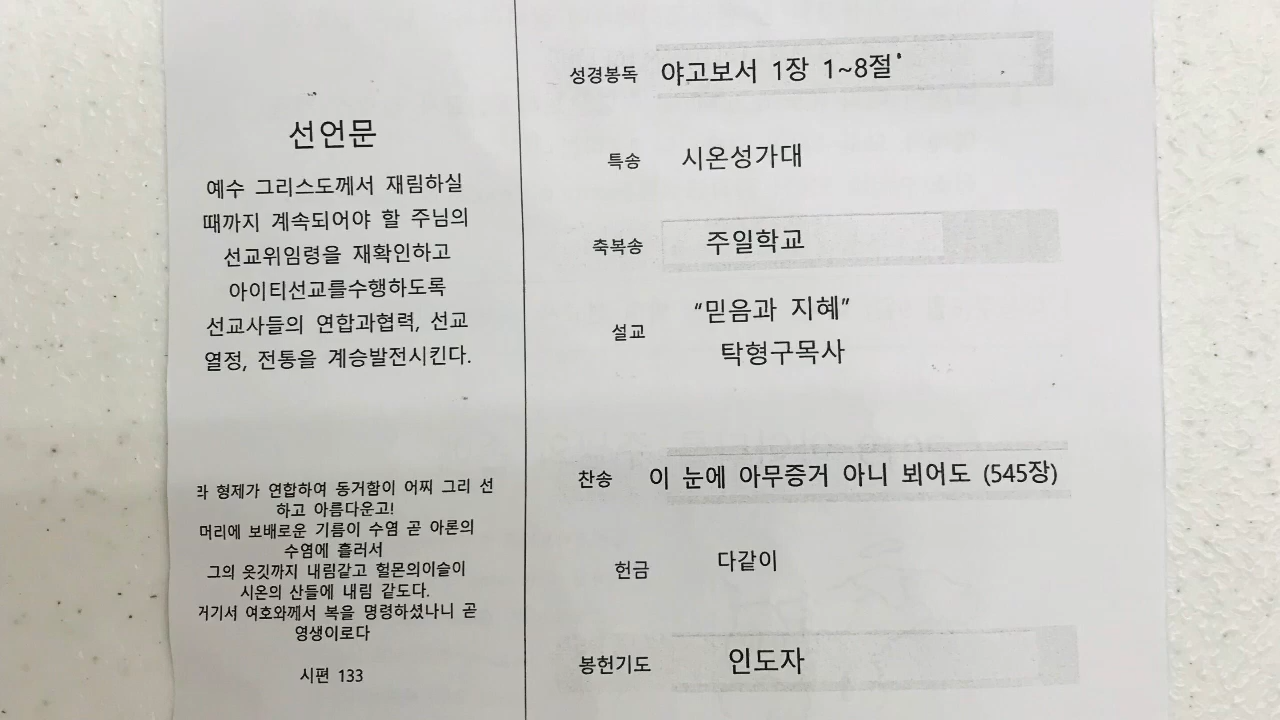 선언문
예수 그리스도께서 재림하실
때까지 계속되어야 할 주님의
선교위임령을 재확인하고
아이티선교를수행하도록
선교사들의 연합과협력, 선교
열정, 전통을 계승발전시킨다.
라 형제가 연합하여 동거함이 어찌 그리 선
하고 아름다운고!
머리에 보배로운 기름이 수염 곧 아론의
수염에 흘러서
그의 옷깃까지 내림같고 헐몬의이슬이
시온의 산들에 내림 같도다.
거기서 여호와께서 복을 명령하셨나니 곧
영생이로다
시편 133
성경봉독 야고보서 1장 1~8절
특송 시온성가대
축복송 주일학교
설교 “믿음과 지혜”
탁형구목사
찬송 이 눈에 아무증거 아니 뵈어도 (545장)
헌금 다같이
봉헌기도 인도자